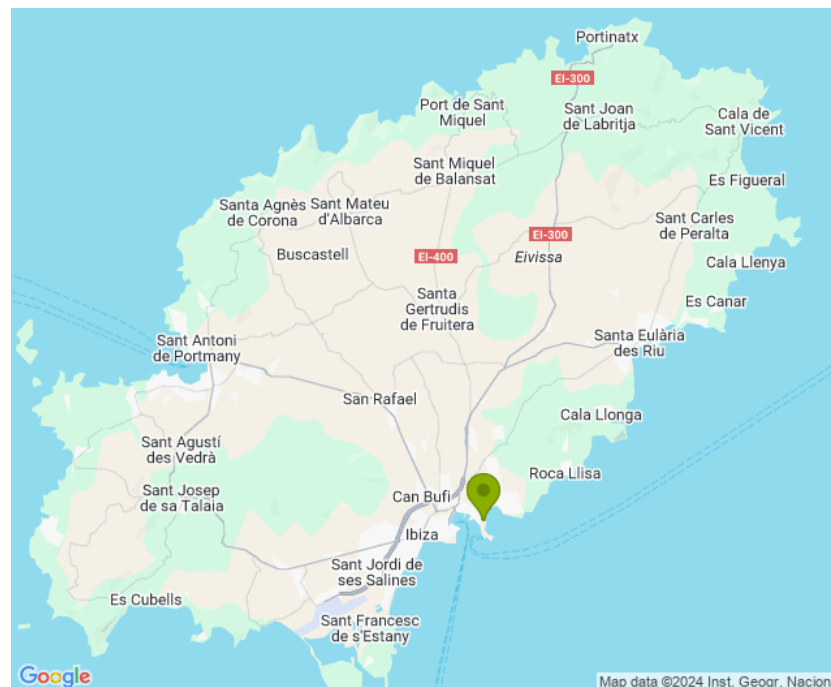 Portinatx
EI-300
Port de Sant
Miquel
Sant Joan
de Labritja
Cala de
Sant Vicent
Sant Miquel
de Balansat
Es Figueral
Santa Agnès
de Corona
Sant Mateu
d'Albarca
Sant Carles
de Peralta
EI-300
Buscastell
EI-400
Eivissa
Cala Llenya
Santa
Gertrudis
de Fruitera
Es Canar
Sant Antoni
de Portmany
Santa Eulària
des Riu
San Rafael
Cala Llonga
Sant Agustí
des Vedrà
Roca Llisa
Sant Josep
de sa Talaia
Can Bufi
Ibiza
Sant Jordi de
ses Salines
Es Cubells
Sant Francesc
de s'Estany
Google
Map data ©2024 Inst. Geogr. Nacion